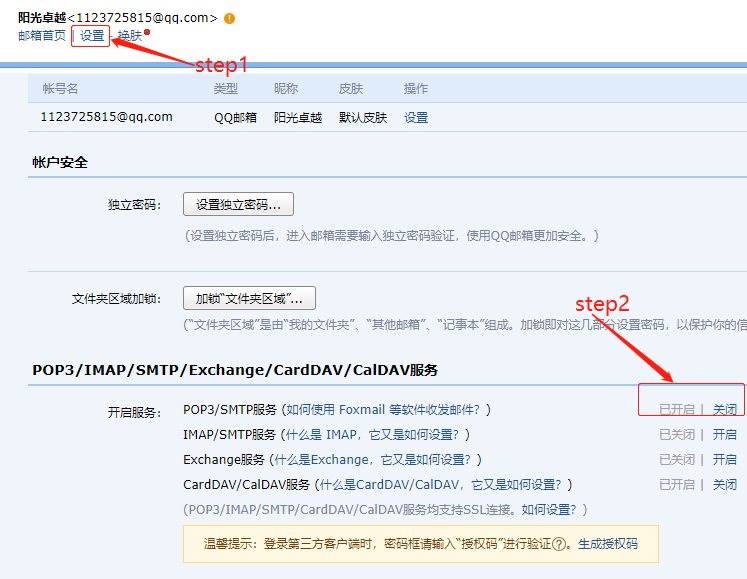 阳光卓越<1123725815@qq.com>
邮箱首页 | 设置 - 换肤
step1
帐号名 类型 昵称 皮肤 操作
1123725815@qq.com QQ邮箱 阳光卓越 默认皮肤 设置
帐户安全
独立密码： 设置独立密码...
(设置独立密码后，进入邮箱需要输入独立密码验证，使用QQ邮箱更加安全。)
文件夹区域加锁： 加锁“文件夹区域”...
step2
(“文件夹区域”是由“我的文件夹”、“其他邮箱”、“记事本”组成。加锁即对这几部分设置密码，以保护你的信
POP3/IMAP/SMTP/Exchange/CardDAV/CalDAV服务
开启服务： POP3/SMTP服务 (如何使用 Foxmail 等软件收发邮件？) 已开启 | 关闭
IMAP/SMTP服务 (什么是 IMAP，它又是如何设置？) 已关闭 | 开启
Exchange服务 (什么是Exchange，它又是如何设置？) 已关闭 | 开启
CardDAV/CalDAV服务 (什么是CardDAV/CalDAV，它又是如何设置？) 已开启 | 关闭
(POP3/IMAP/SMTP/CardDAV/CalDAV服务均支持SSL连接。如何设置？)
温馨提示：登录第三方客户端时，密码框请输入“授权码”进行验证?。生成授权码